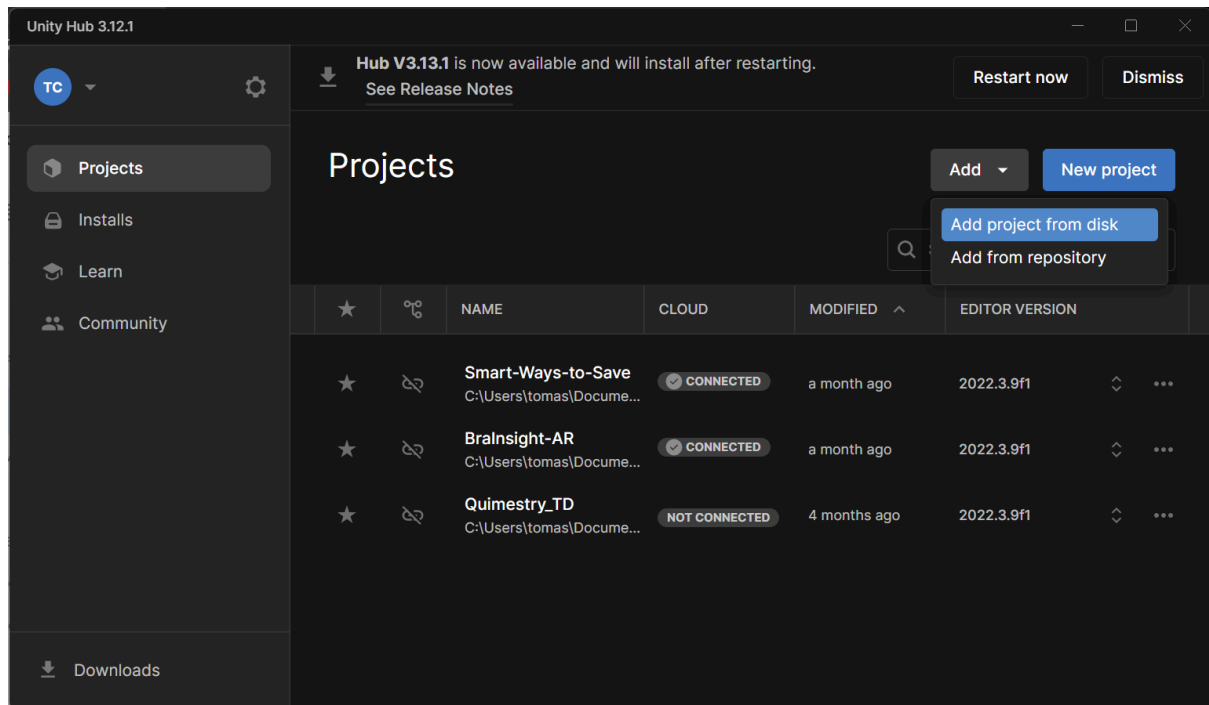 Unity Hub 3.12.1
TC
Hub V3.13.1 is now available and will install after restarting.
See Release Notes
Restart now
Dismiss
Projects
Installs
Learn
Community
Downloads
Projects
Add
New project
Add project from disk
Add from repository
NAME
CLOUD
MODIFIED
EDITOR VERSION
Smart-Ways-to-Save
C:\Users\tomas\Docume...
CONNECTED
a month ago
2022.3.9f1
BraInsight-AR
C:\Users\tomas\Docume...
CONNECTED
a month ago
2022.3.9f1
Quimestry_TD
C:\Users\tomas\Docume...
NOT CONNECTED
4 months ago
2022.3.9f1